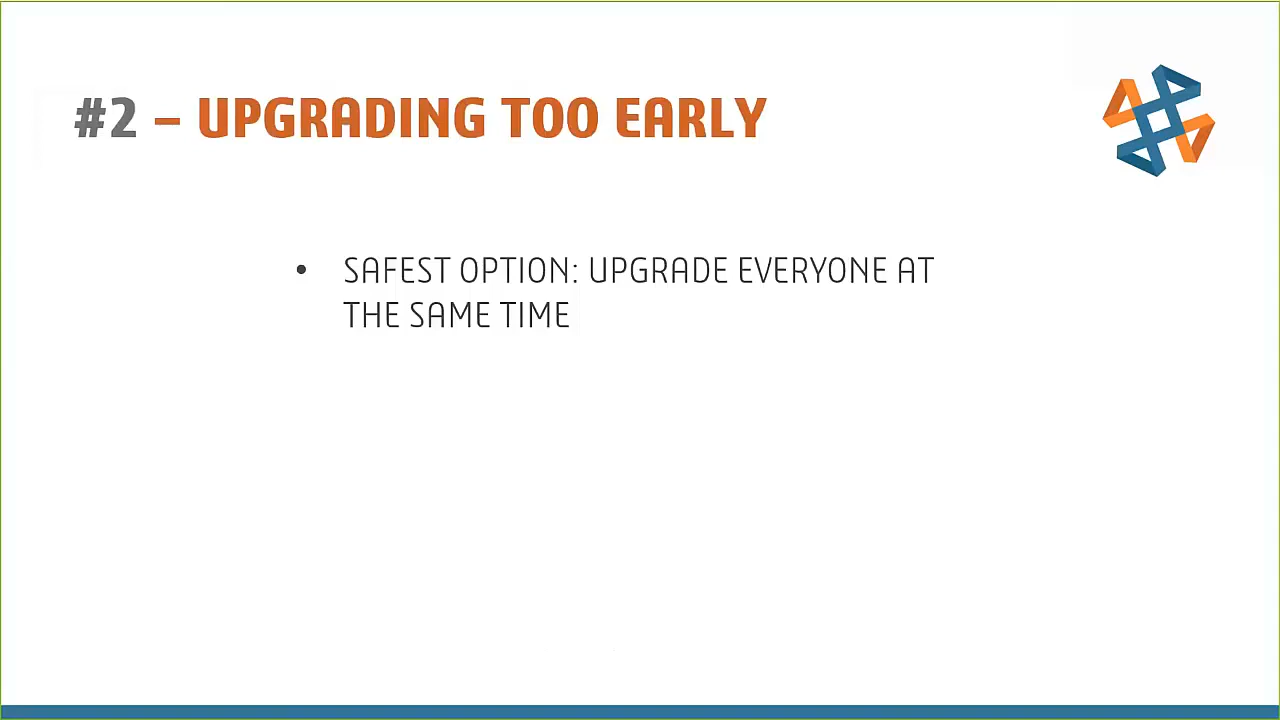 #2 – UPGRADING TOO EARLY
• SAFEST OPTION: UPGRADE EVERYONE AT
THE SAME TIME